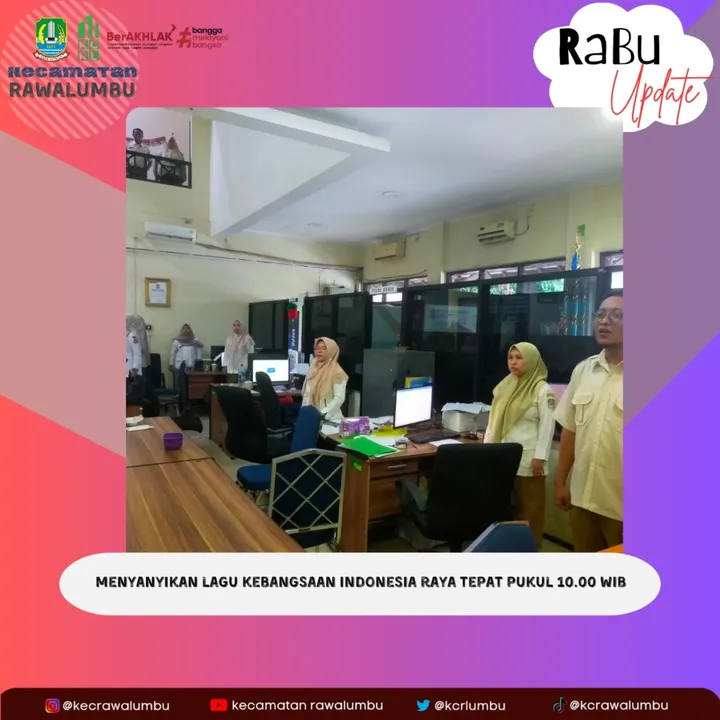 BerAKHLAK
#bangga melayani bangsa
Kecamatan
RAWALUMBU
RaBu
Update
MENYANYIKAN LAGU KEBANGSAAN INDONESIA RAYA TEPAT PUKUL 10.00 WIB
@kecrawalumbu
kecamatan rawalumbu
@kcrlumbu
@kcrawalumbu